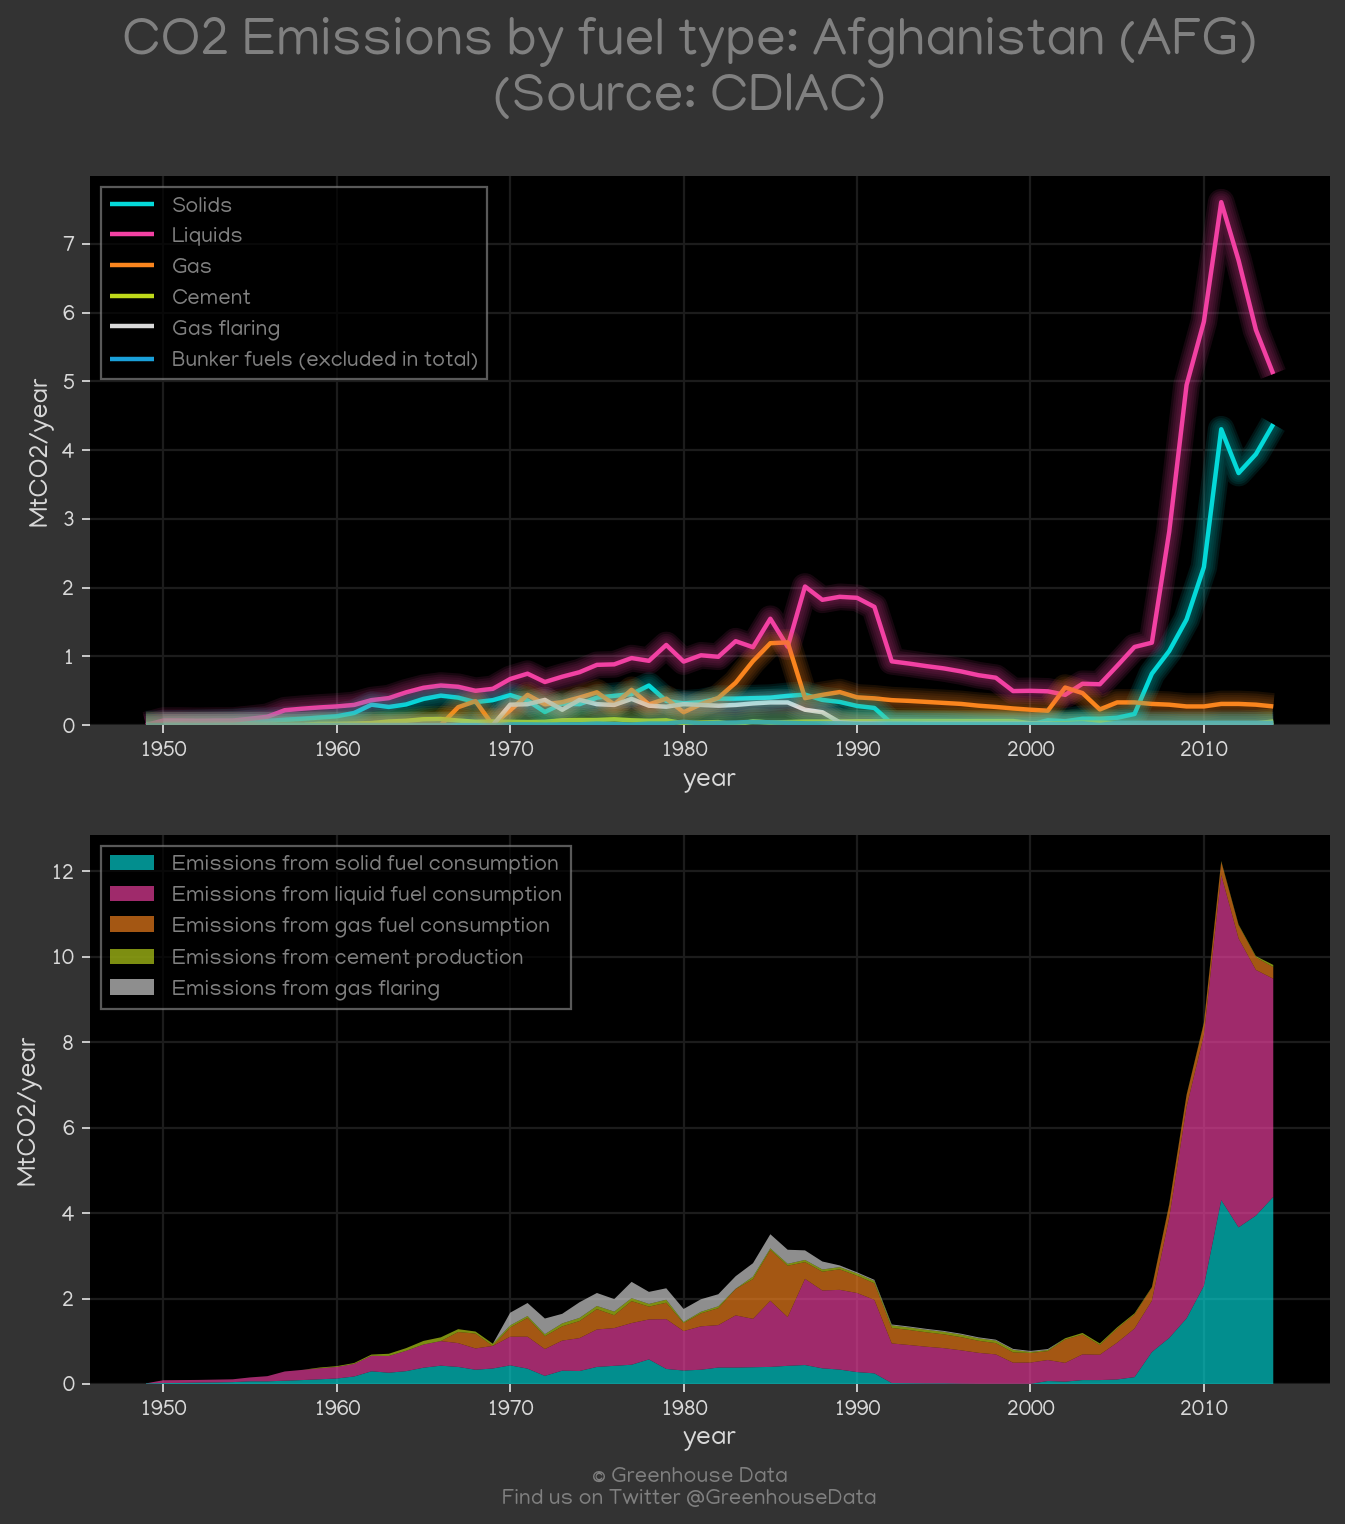 CO2 Emissions by fuel type: Afghanistan (AFG)
(Source: CDIAC)
Solids
Liquids
Gas
Cement
Gas flaring
Bunker fuels (excluded in total)
MtCO2/year
7
6
5
4
3
2
1
0
1950 1960 1970 1980 1990 2000 2010
year
Emissions from solid fuel consumption
Emissions from liquid fuel consumption
Emissions from gas fuel consumption
Emissions from cement production
Emissions from gas flaring
MtCO2/year
12
10
8
6
4
2
0
1950 1960 1970 1980 1990 2000 2010
year
© Greenhouse Data
Find us on Twitter @GreenhouseData